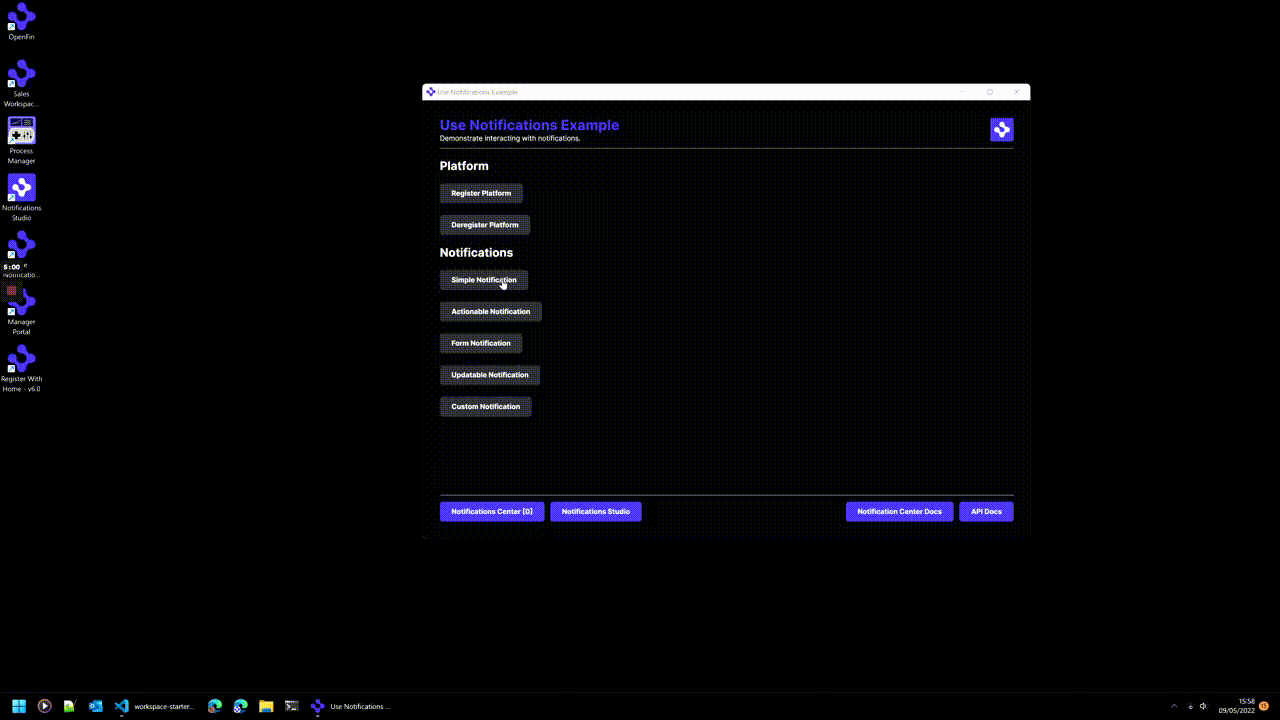 OpenFin
Sales
Workspac...
Process
Manager
Notifications
Studio
5:00
Notificatio...
Manager
Portal
Register With
Home - v6.0
Use Notifications Example
Use Notifications Example
Demonstrate interacting with notifications.
Platform
Register Platform
Deregister Platform
Notifications
Simple Notification
Actionable Notification
Form Notification
Updatable Notification
Custom Notification
Notifications Center [0]
Notifications Studio
Notification Center Docs
API Docs
workspace-starter...
Use Notifications ...
15:58
09/05/2022
15